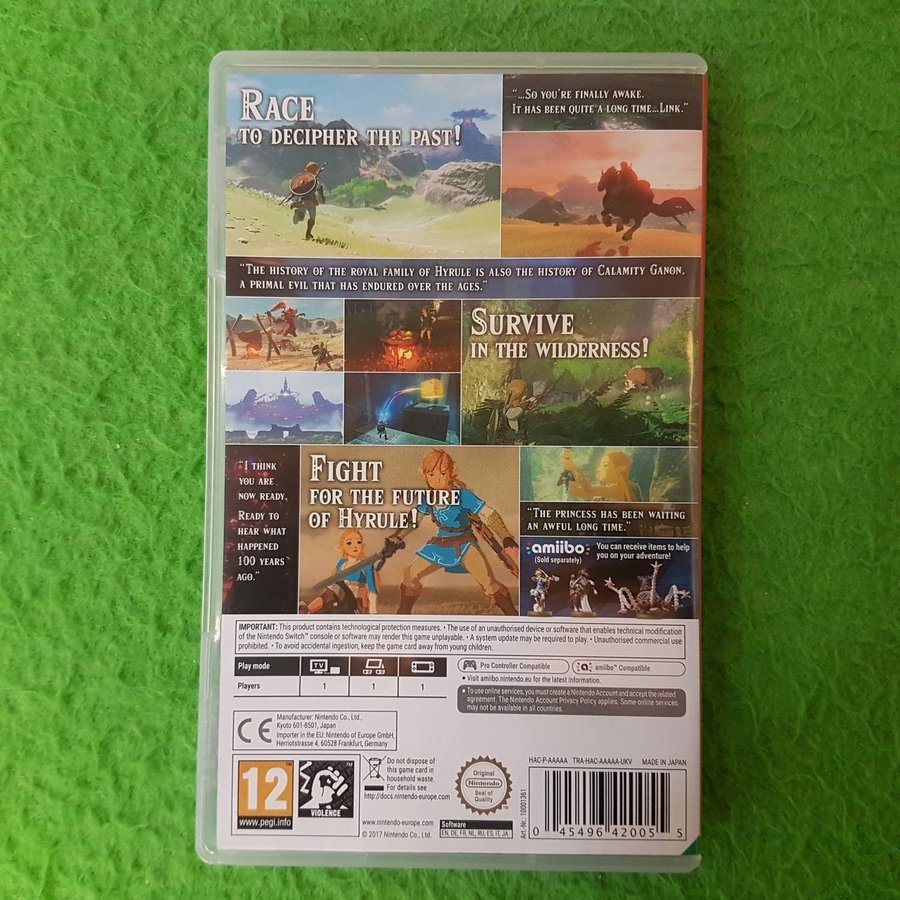 RACE
TO DECIPHER THE PAST!
"...SO YOU'RE FINALLY AWAKE.
IT HAS BEEN QUITE A LONG TIME...LINK."
"THE HISTORY OF THE ROYAL FAMILY OF HYRULE IS ALSO THE HISTORY OF CALAMITY GANON,
A PRIMAL EVIL THAT HAS ENDURED OVER THE AGES."
SURVIVE
IN THE WILDERNESS!
"I THINK
YOU ARE
NOW READY.
READY TO
HEAR WHAT
HAPPENED
100 YEARS
AGO."
FIGHT
FOR THE FUTURE
OF HYRULE!
"THE PRINCESS HAS BEEN WAITING
AN AWFUL LONG TIME."
amiibo™
(Sold separately)
You can receive items to help
you on your adventure!
IMPORTANT: This product contains technological protection measures. • The use of an unauthorised device or software that enables technical modification
of the Nintendo Switch™ console or software may render this game unplayable. • A system update may be required to play. • Unauthorised commercial use
prohibited. • To avoid accidental ingestion, keep the game card away from young children.
Play mode
TV
Players 1 1 1
Pro Controller Compatible
amiibo™ Compatible
• Visit amiibo.nintendo.eu for the latest information.
• To use online services, you must create a Nintendo Account and accept the related
agreement. The Nintendo Account Privacy Policy applies. Some online services
may not be available in all countries.
CE
Manufacturer: Nintendo Co., Ltd.,
Kyoto 601-8501, Japan
Importer in the EU: Nintendo of Europe GmbH,
Herriotstrasse 4, 60528 Frankfurt, Germany
12
www.pegi.info
VIOLENCE
Do not dispose of
this game card in
household waste.
For details see
http://docs.nintendo-europe.com
www.nintendo-europe.com
© 2017 Nintendo Co., Ltd.
Original
Nintendo
Seal of
Quality
Software
EN, DE, FR, NL, RU, ES, IT, JA
Art.-Nr.: 10001361
HAC-P-AAAAA TRA-HAC-AAAAA-UKV MADE IN JAPAN
0 45496 42005 5